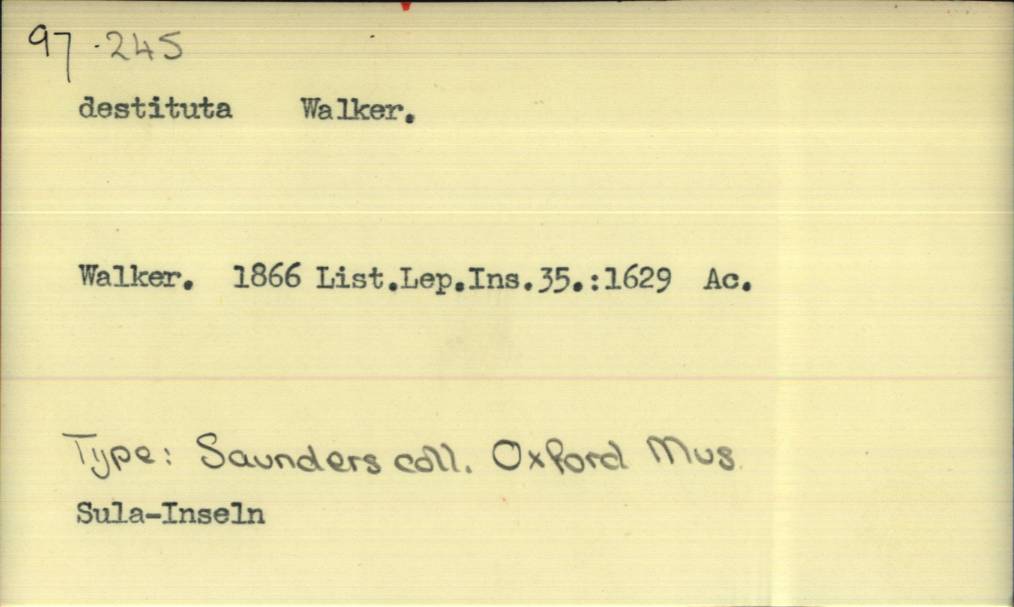 97.245
destituta Walker.
Walker. 1866 List.Lep.Ins.35.:1629 Ac.
Type: Saunders coll. Oxford Mus.
Sula-Inseln